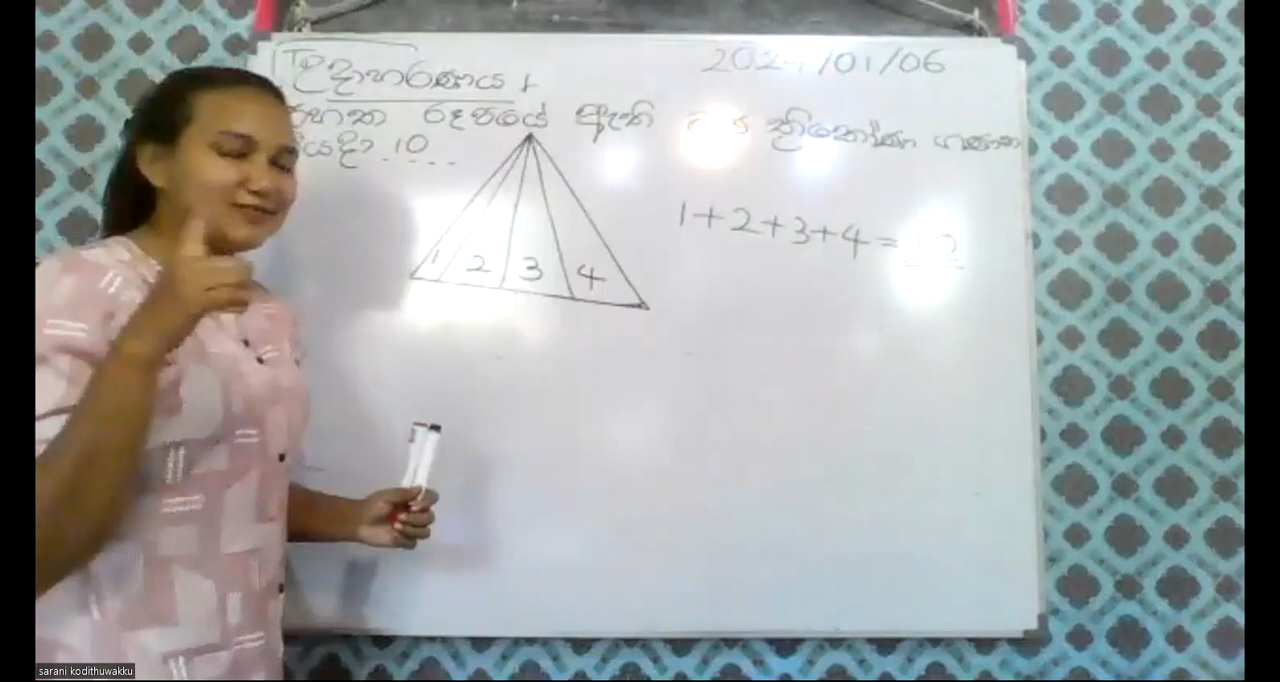 උදාහරණය
2024/01/06
පහත රූපයේ ඇති ත්‍රිකෝණ ගණන
කීයද? 10
1+2+3+4=10
1 2 3 4
sarani kodithuwakku